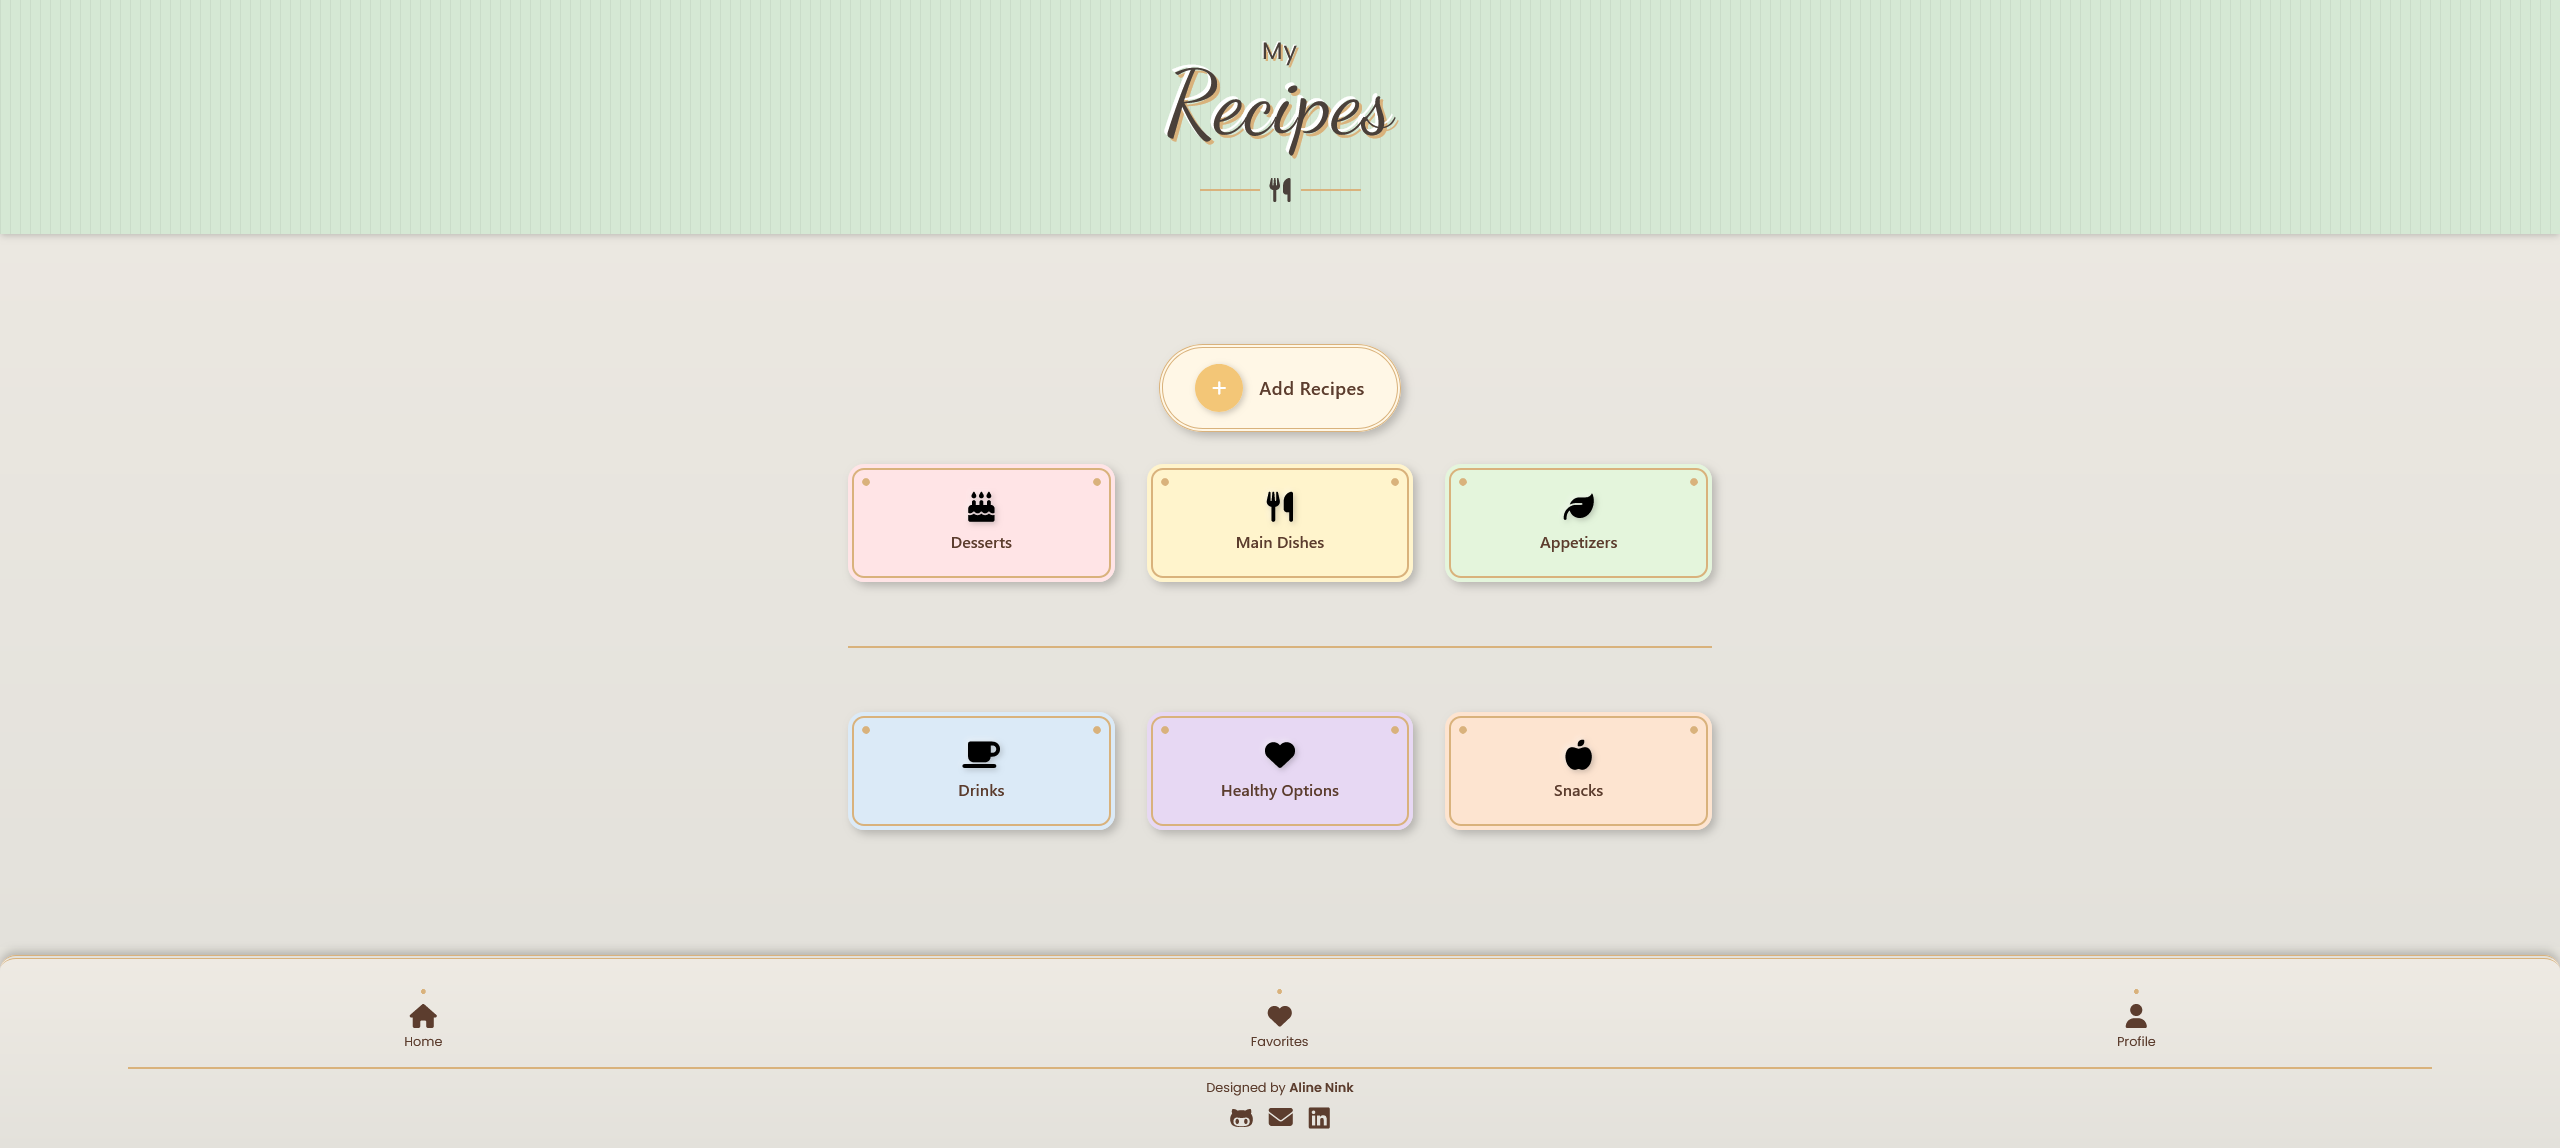 My
Recipes
Add Recipes
Desserts
Main Dishes
Appetizers
Drinks
Healthy Options
Snacks
Home
Favorites
Profile
Designed by Aline Nink